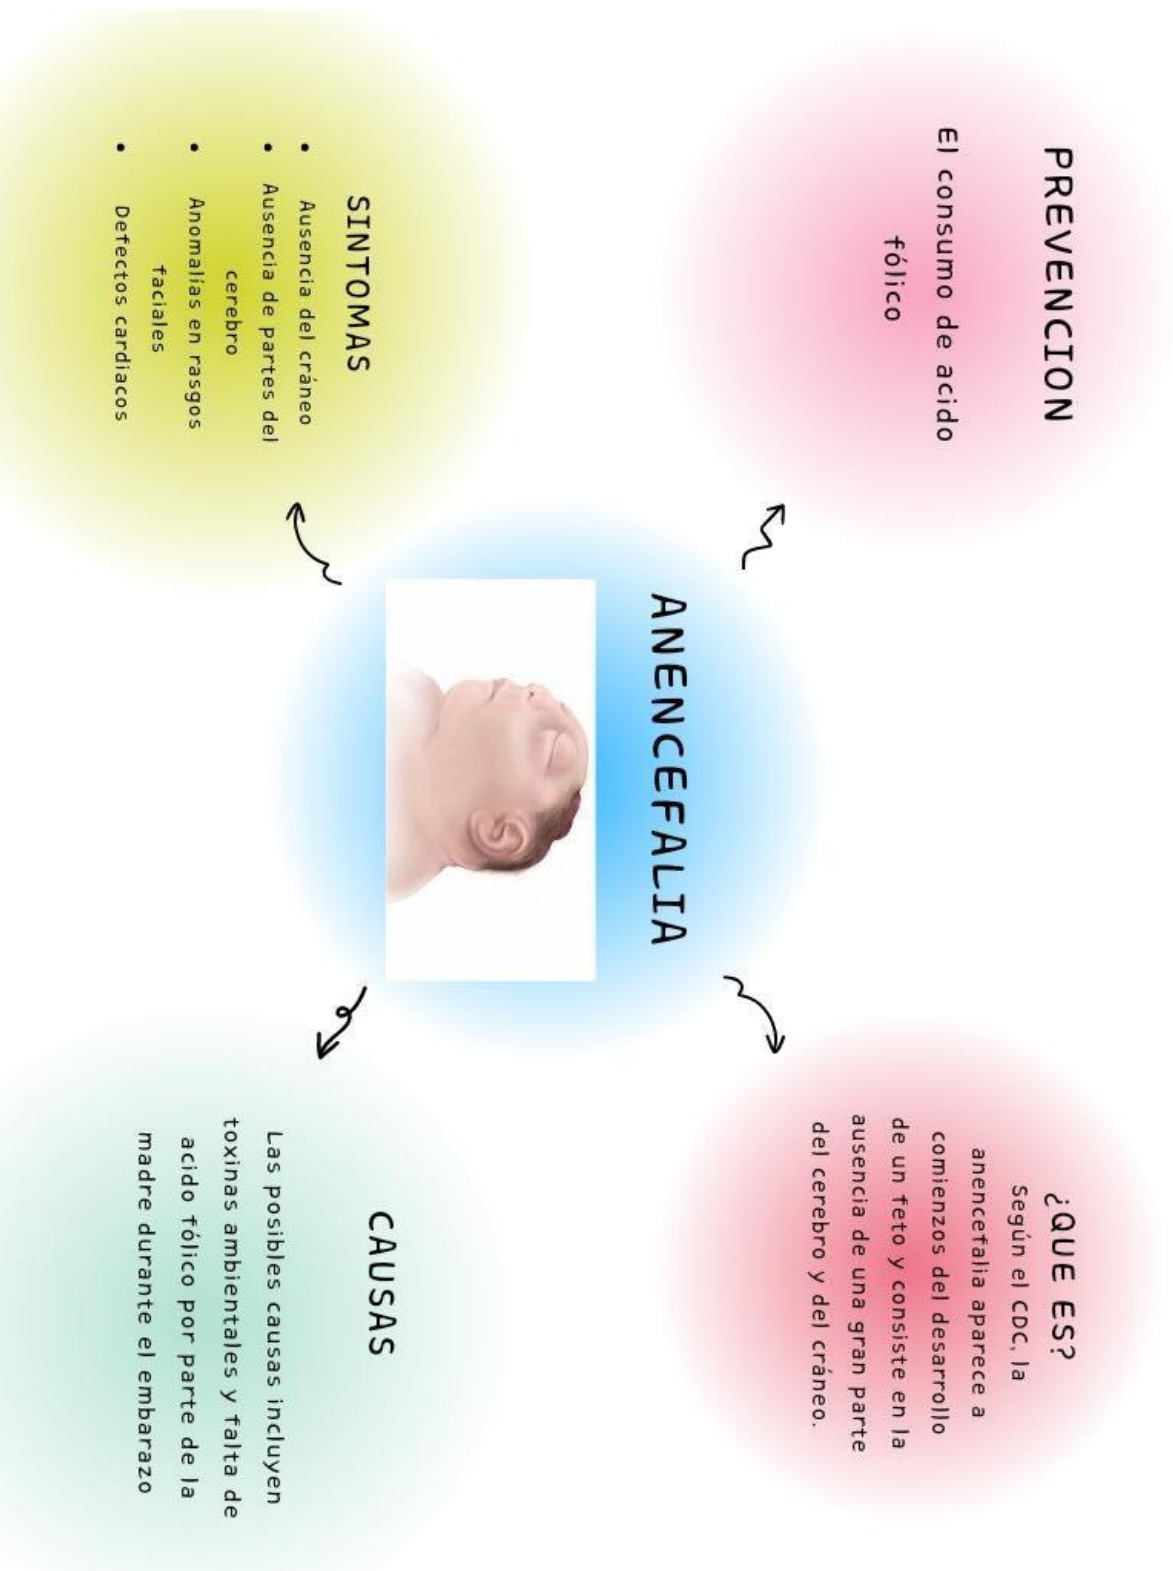 PREVENCION
El consumo de acido
fólico
¿QUE ES?
Según el CDC, la
anencefalia aparece a
comienzos del desarrollo
de un feto y consiste en la
ausencia de una gran parte
del cerebro y del cráneo.
ANENCEFALIA
SINTOMAS
• Ausencia del cráneo
• Ausencia de partes del
cerebro
• Anomalías en rasgos
faciales
• Defectos cardiacos
CAUSAS
Las posibles causas incluyen
toxinas ambientales y falta de
acido fólico por parte de la
madre durante el embarazo